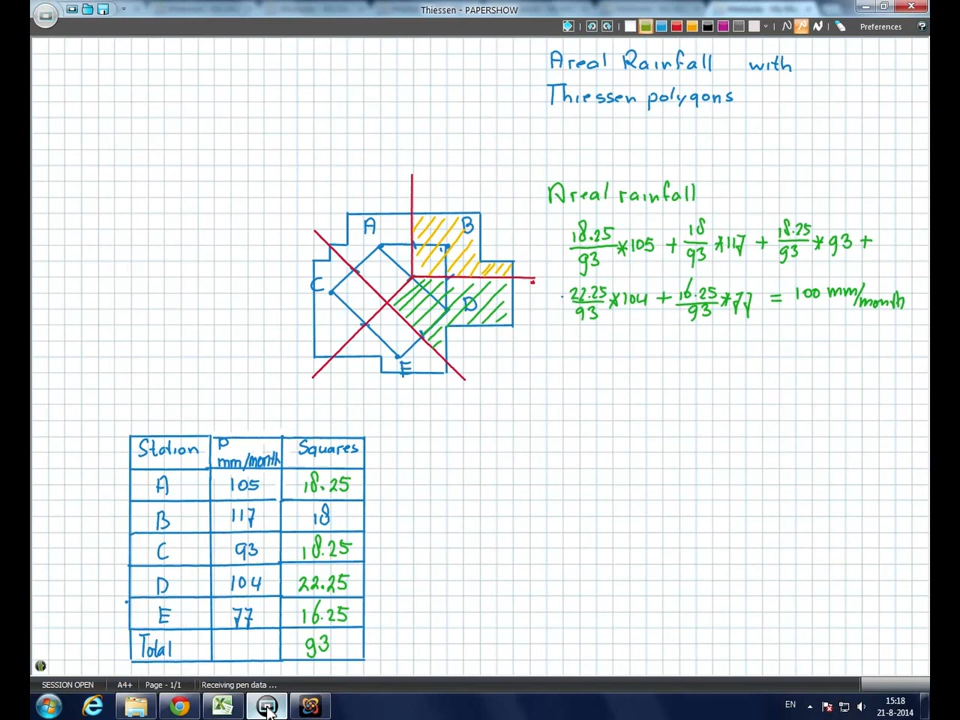 Thiessen - PAPERSHOW
Preferences
Areal Rainfall with
Thiessen polygons
Areal rainfall
18.25/93 * 105 + 18/93 * 117 + 18.25/93 * 93 +
22.25/93 * 104 + 16.25/93 * 77 = 100 mm/month
A B
C D
E
Station P mm/month Squares
A 105 18.25
B 117 18
C 93 18.25
D 104 22.25
E 77 16.25
Total 93
SESSION OPEN A4+ Page - 1/1 Receiving pen data ...
EN 15:18
21-8-2014